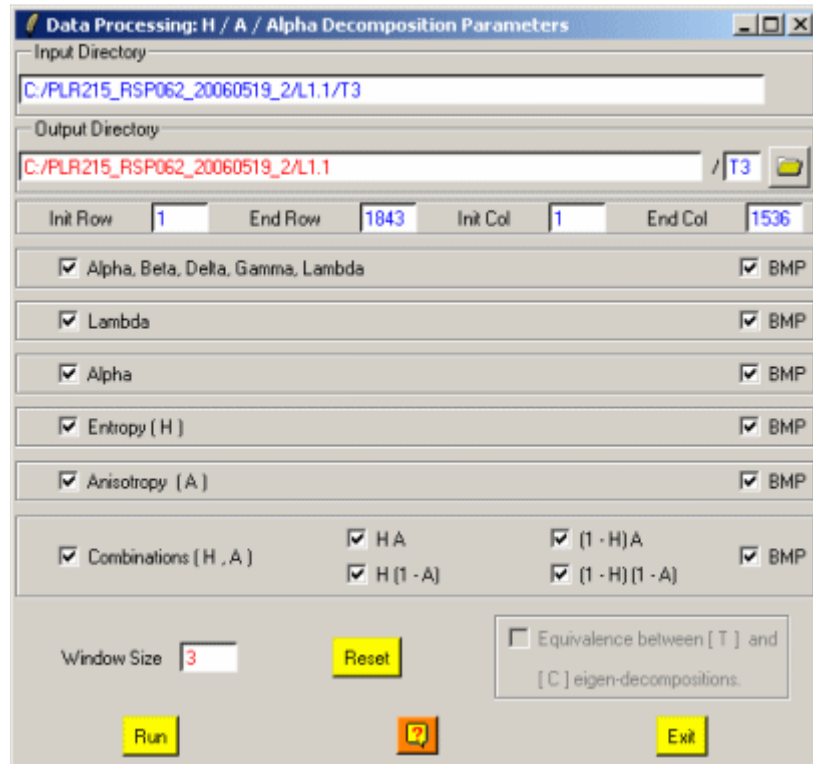 Data Processing: H / A / Alpha Decomposition Parameters
Input Directory
C:/PLR215_RSP062_20060519_2/L1.1/T3
Output Directory
C:/PLR215_RSP062_20060519_2/L1.1 / T3
Init Row 1 End Row 1843 Init Col 1 End Col 1536
Alpha, Beta, Delta, Gamma, Lambda BMP
Lambda BMP
Alpha BMP
Entropy ( H ) BMP
Anisotropy ( A ) BMP
H A (1 - H) A
Combinations ( H , A ) BMP
H (1 - A) (1 - H) (1 - A)
Equivalence between [ T ] and
Window Size 3 Reset
[ C ] eigen-decompositions.
Run ? Exit